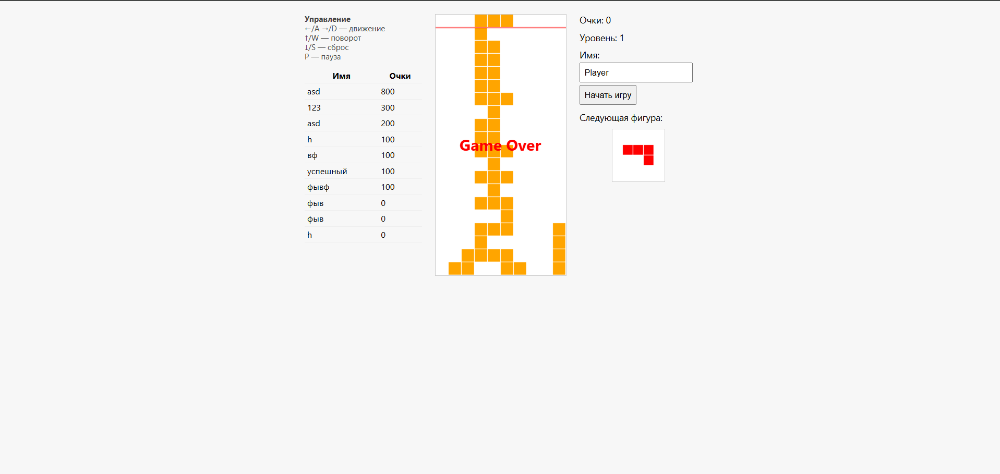 Управление
←/A →/D — движение
↑/W — поворот
↓/S — сброс
P — пауза
Имя Очки
asd 800
123 300
asd 200
h 100
вф 100
успешный 100
фывф 100
фыв 0
фыв 0
h 0
Game Over
Очки: 0
Уровень: 1
Имя:
Player
Начать игру
Следующая фигура: